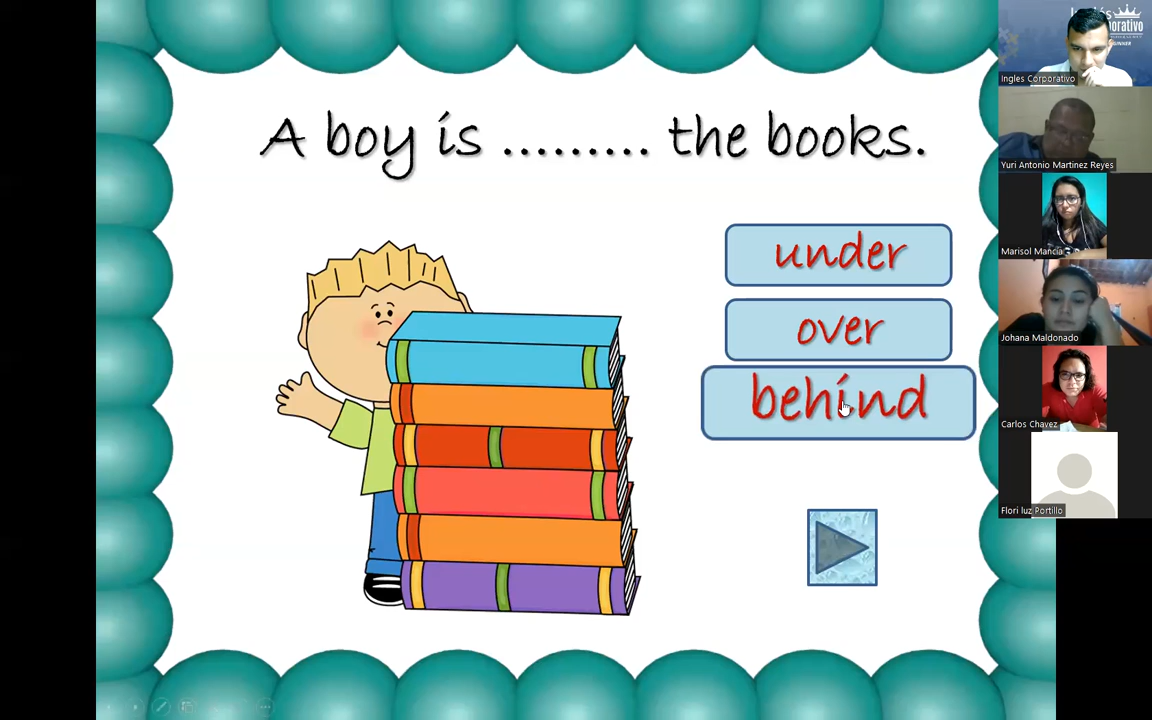 A boy is ......... the books.
under
over
behind
Ingles Corporativo
Yuri Antonio Martinez Reyes
Marisol Mancia
Johana Maldonado
Carlos Chavez
Flori luz Portillo